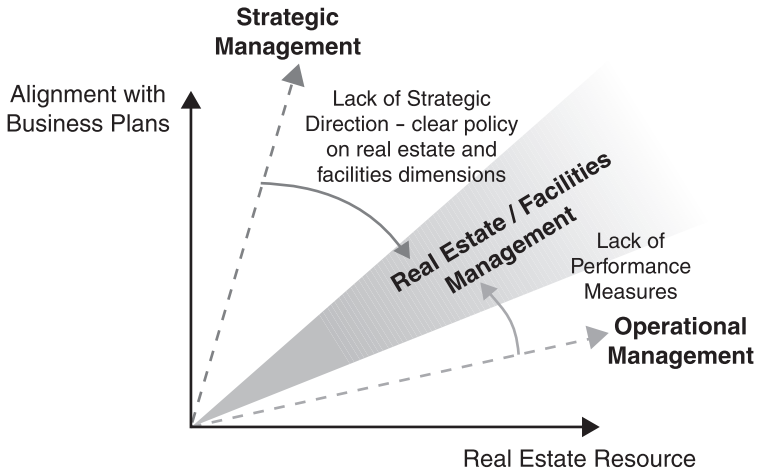 Strategic
Management
Alignment with
Business Plans
Lack of Strategic
Direction – clear policy
on real estate and
facilities dimensions
Real Estate / Facilities
Management
Lack of
Performance
Measures
Operational
Management
Real Estate Resource